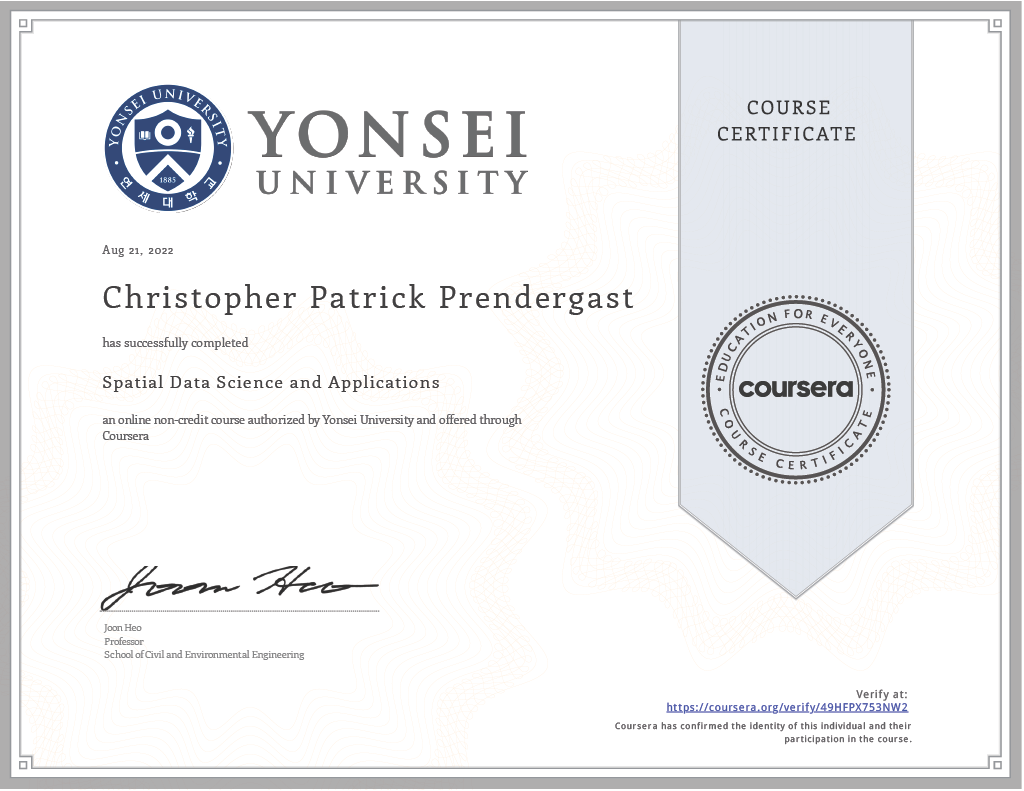 YONSEI UNIVERSITY
1885
연세대학교
YONSEI
UNIVERSITY
COURSE
CERTIFICATE
Aug 21, 2022
Christopher Patrick Prendergast
has successfully completed
Spatial Data Science and Applications
an online non-credit course authorized by Yonsei University and offered through
Coursera
EDUCATION FOR EVERYONE
coursera
COURSE CERTIFICATE
Joon Heo
Joon Heo
Professor
School of Civil and Environmental Engineering
Verify at:
https://coursera.org/verify/49HFPX753NW2
Coursera has confirmed the identity of this individual and their
participation in the course.